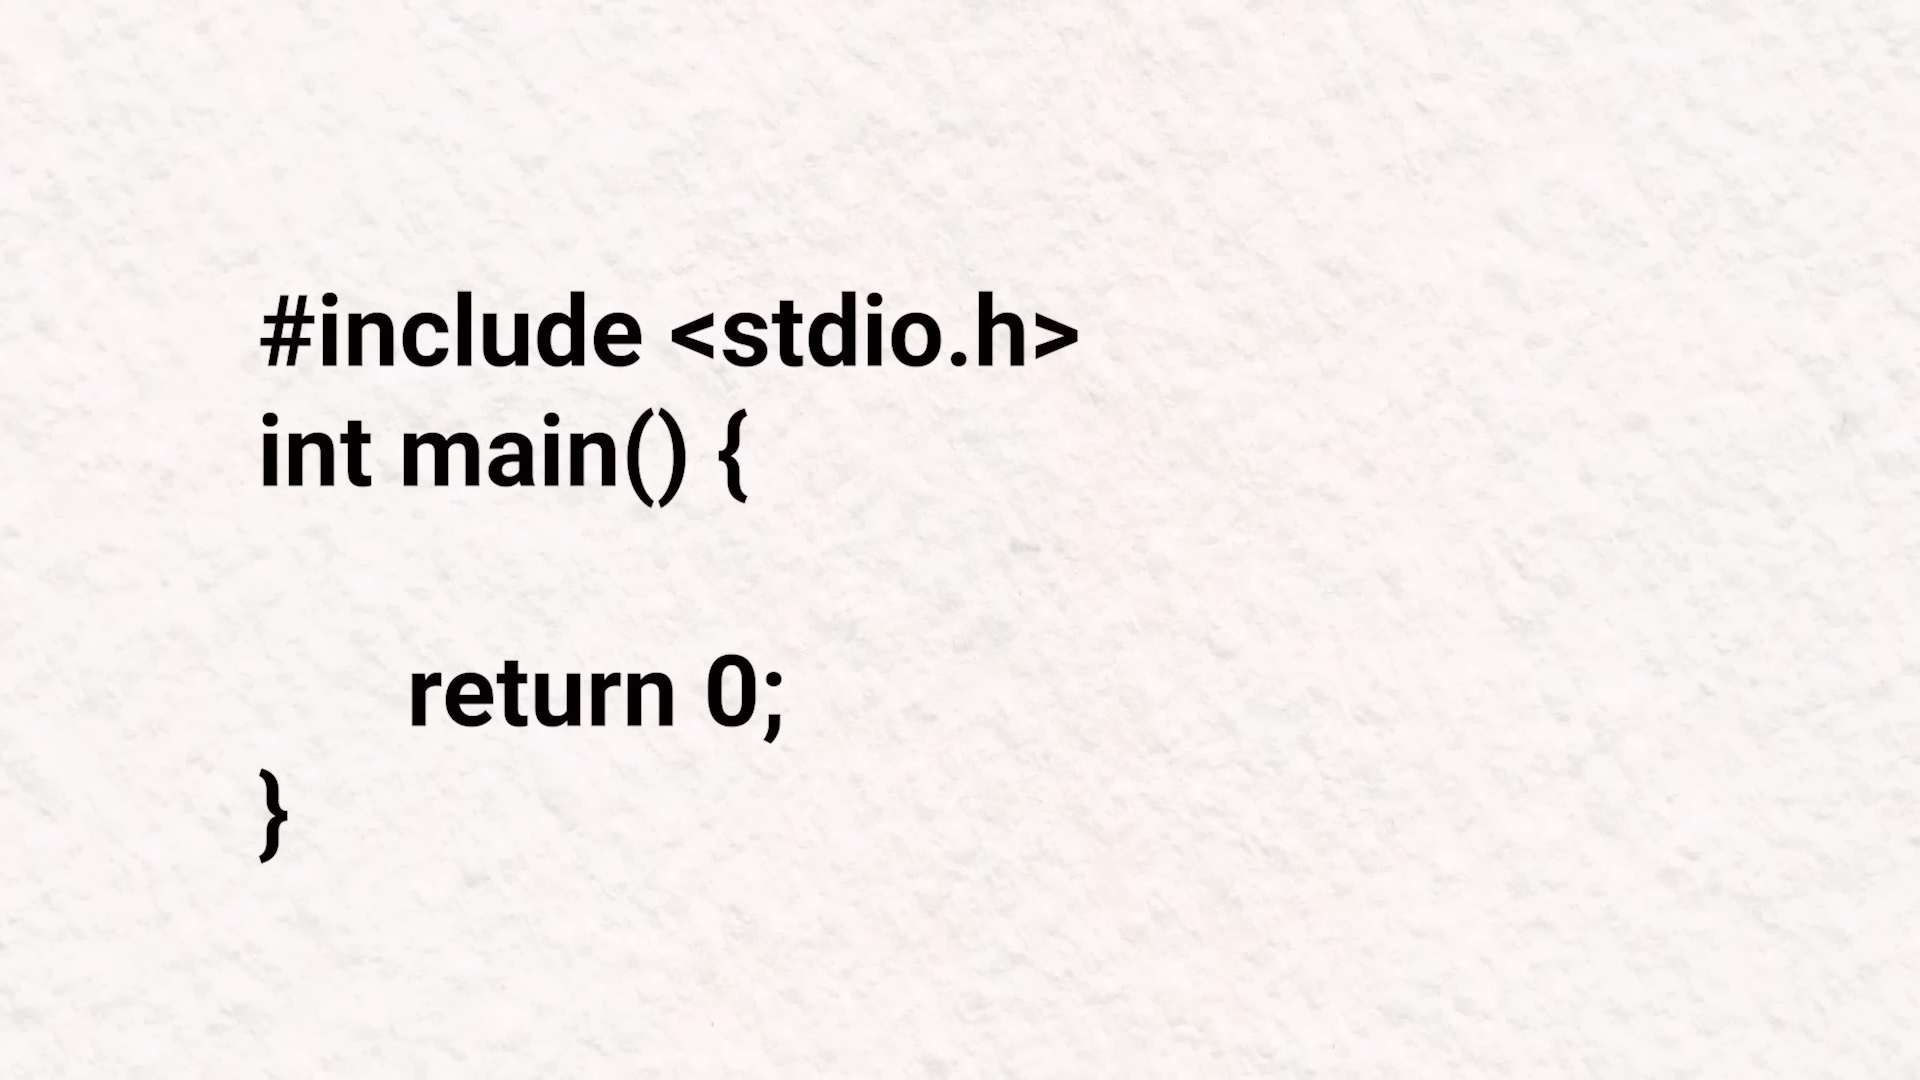 #include <stdio.h>
int main() {
return 0;
}